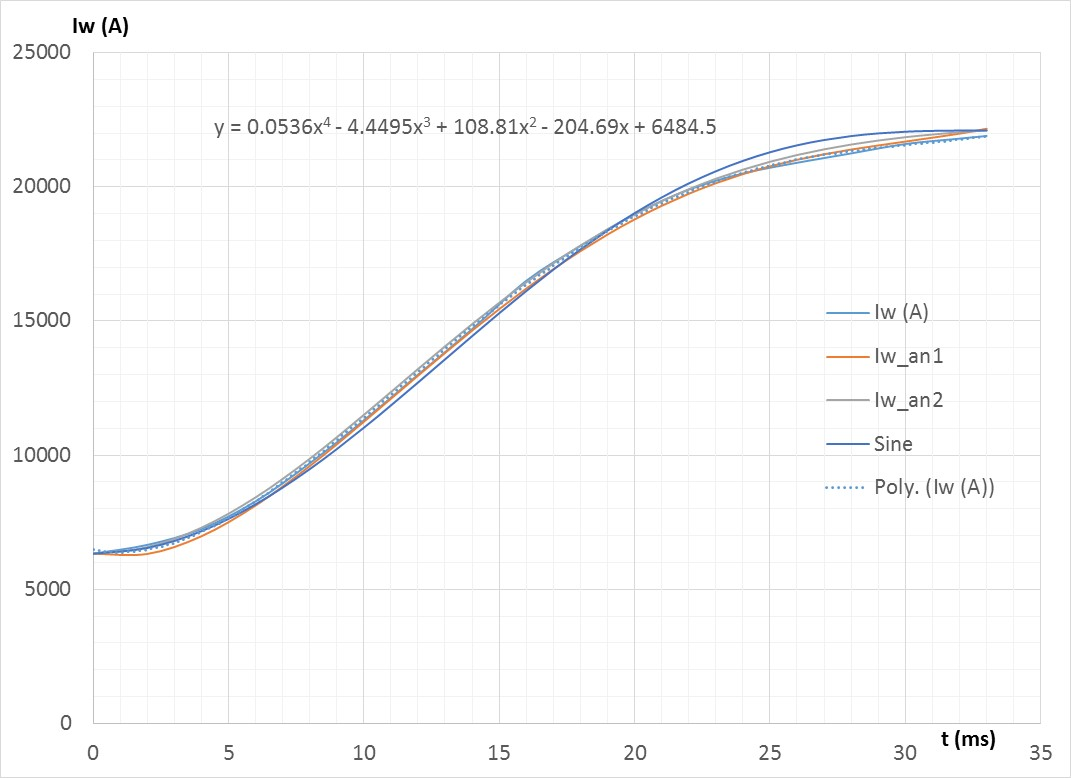 Iw (A)
25000
y = 0.0536x⁴ - 4.4495x³ + 108.81x² - 204.69x + 6484.5
20000
15000
10000
5000
0
Iw (A)
Iw_an1
Iw_an2
Sine
Poly. (Iw (A))
0 5 10 15 20 25 30 35
t (ms)